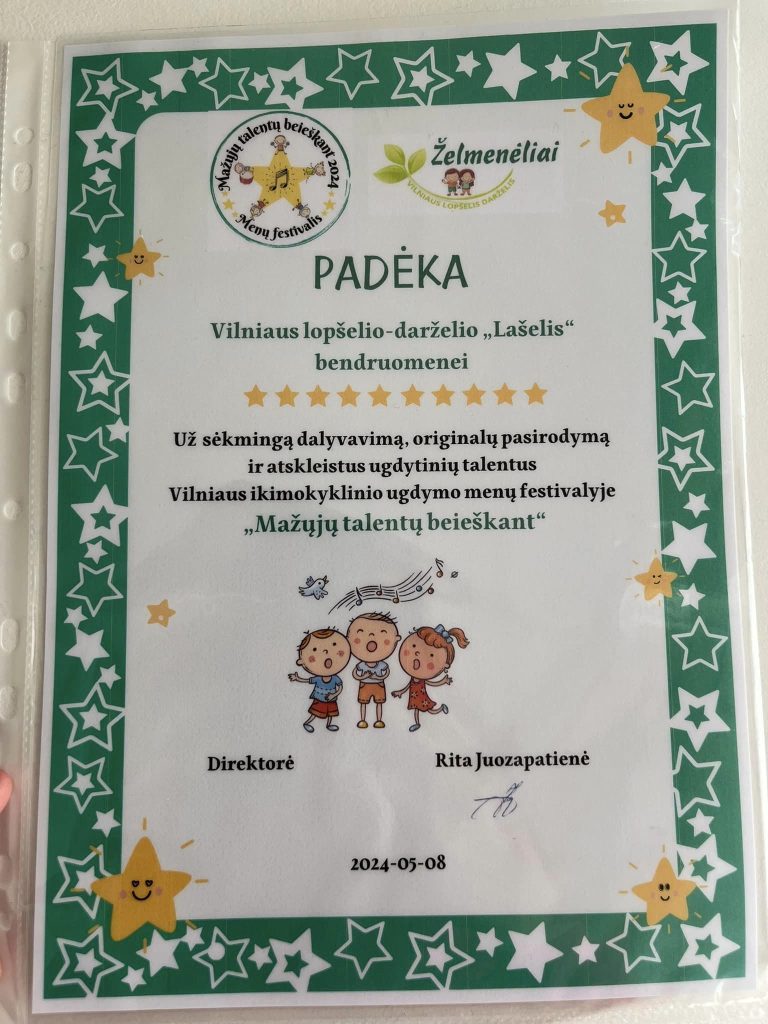 Mažųjų talentų beieškant 2024
Menų festivalis
Želmenėliai
VILNIAUS LOPŠELIS DARŽELIS
PADĖKA
Vilniaus lopšelio-darželio „Lašelis“
bendruomenei
Už sėkmingą dalyvavimą, originalų pasirodymą
ir atskleistus ugdytinių talentus
Vilniaus ikimokyklinio ugdymo menų festivalyje
„Mažųjų talentų beieškant“
Direktorė Rita Juozapatienė
2024-05-08